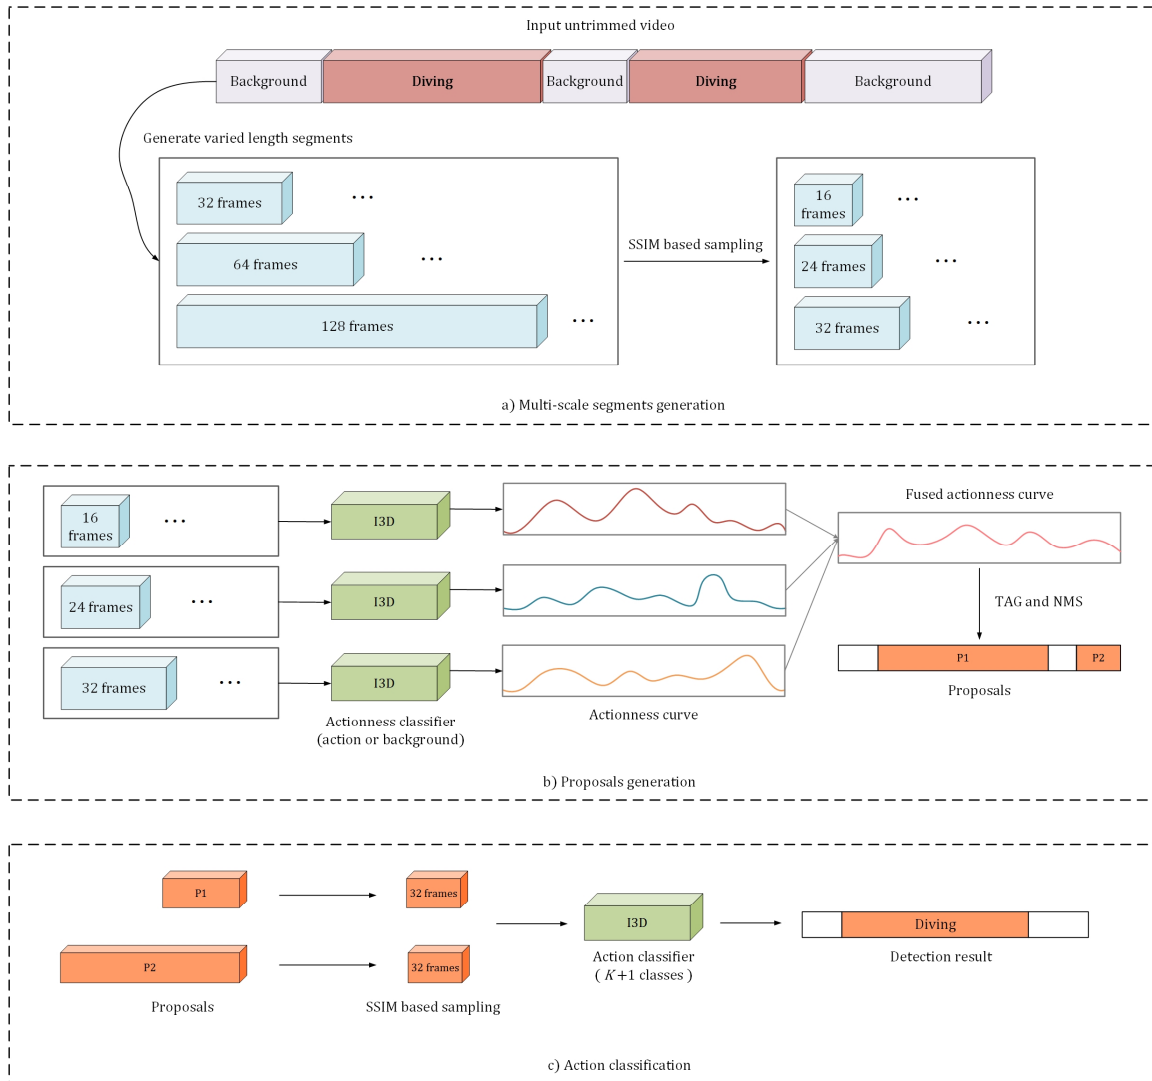 Input untrimmed video
Background
Diving
Background
Diving
Background
Generate varied length segments
32 frames
...
64 frames
...
128 frames
...
SSIM based sampling
16
frames
...
24 frames
...
32 frames
...
a) Multi-scale segments generation
16
frames
...
I3D
24 frames
...
I3D
32 frames
...
I3D
Actionness classifier
(action or background)
Actionness curve
Fused actionness curve
TAG and NMS
P1
P2
Proposals
b) Proposals generation
P1
32 frames
P2
32 frames
Proposals
SSIM based sampling
I3D
Action classifier
( K+1 classes )
Diving
Detection result
c) Action classification